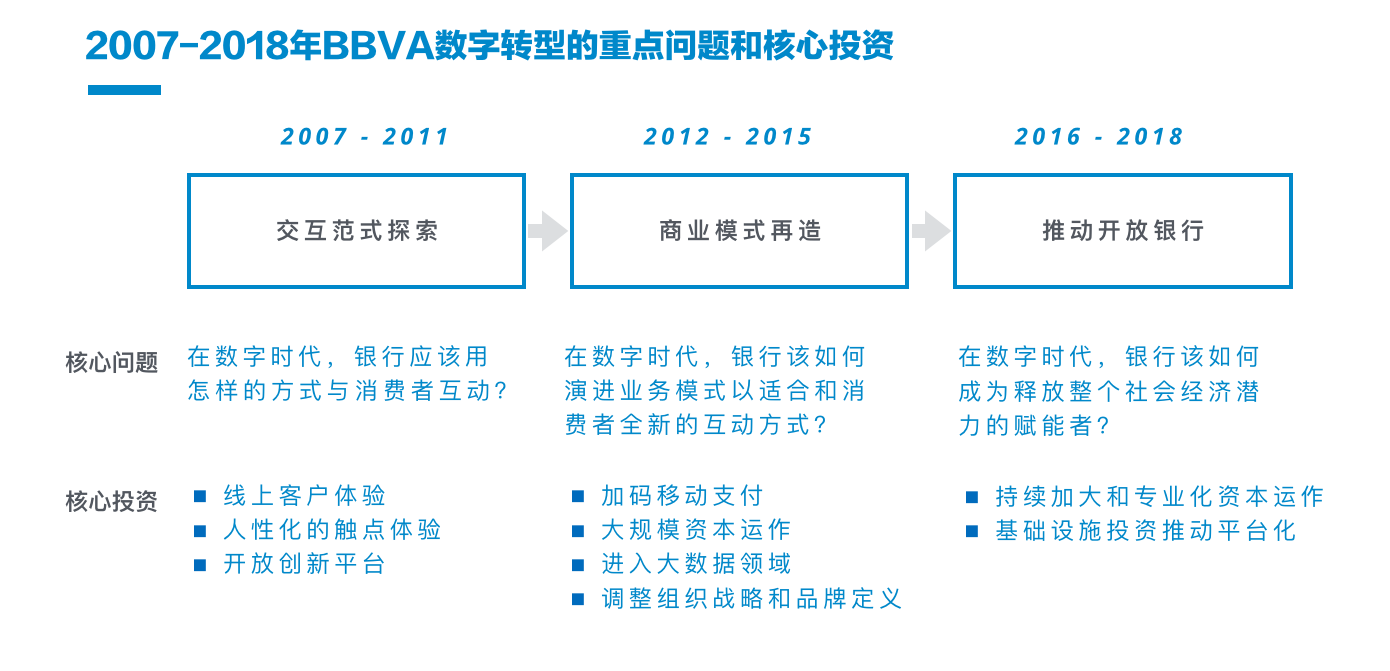 2007-2018年BBVA数字转型的重点问题和核心投资
2007 - 2011
2012 - 2015
2016 - 2018
交互范式探索
商业模式再造
推动开放银行
核心问题
在数字时代，银行应该用
怎样的方式与消费者互动？
在数字时代，银行该如何
演进业务模式以适合和消
费者全新的互动方式？
在数字时代，银行该如何
成为释放整个社会经济潜
力的赋能者？
核心投资
■ 线上客户体验
■ 人性化的触点体验
■ 开放创新平台
■ 加码移动支付
■ 大规模资本运作
■ 进入大数据领域
■ 调整组织战略和品牌定义
■ 持续加大和专业化资本运作
■ 基础设施投资推动平台化